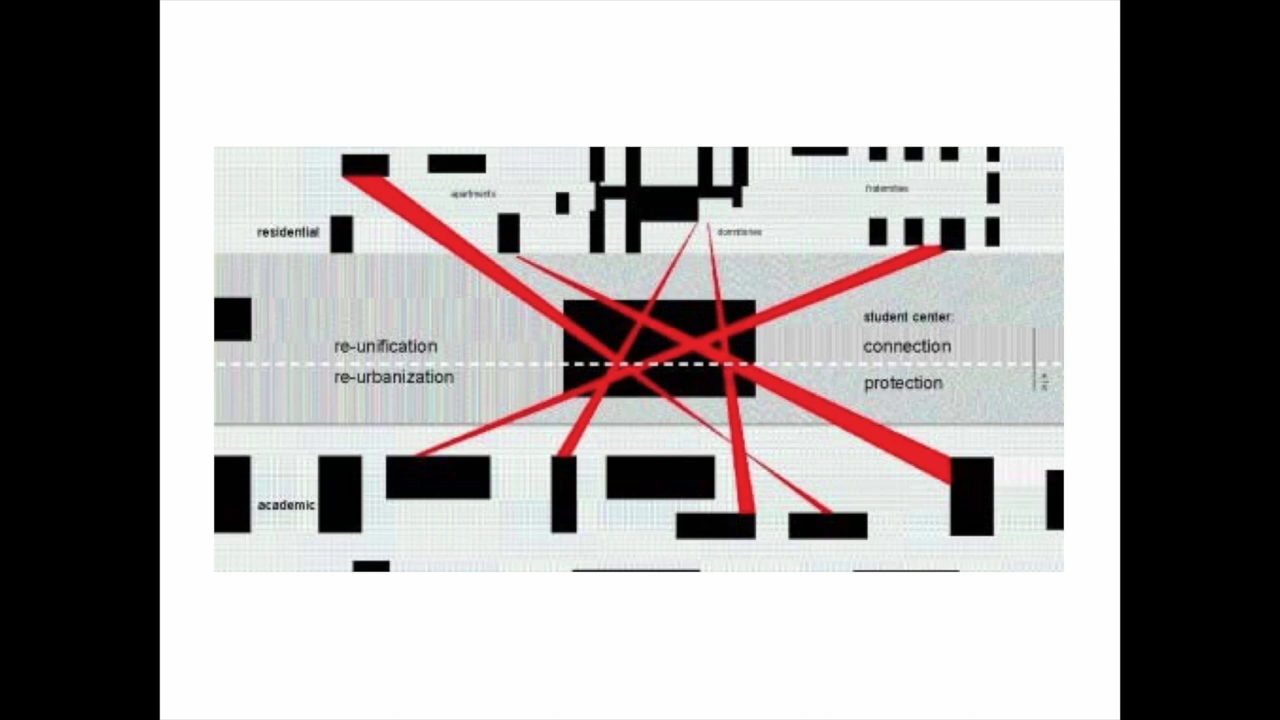 apartments
fraternities
residential
dormitories
student center:
re-unification
connection
re-urbanization
protection
academic